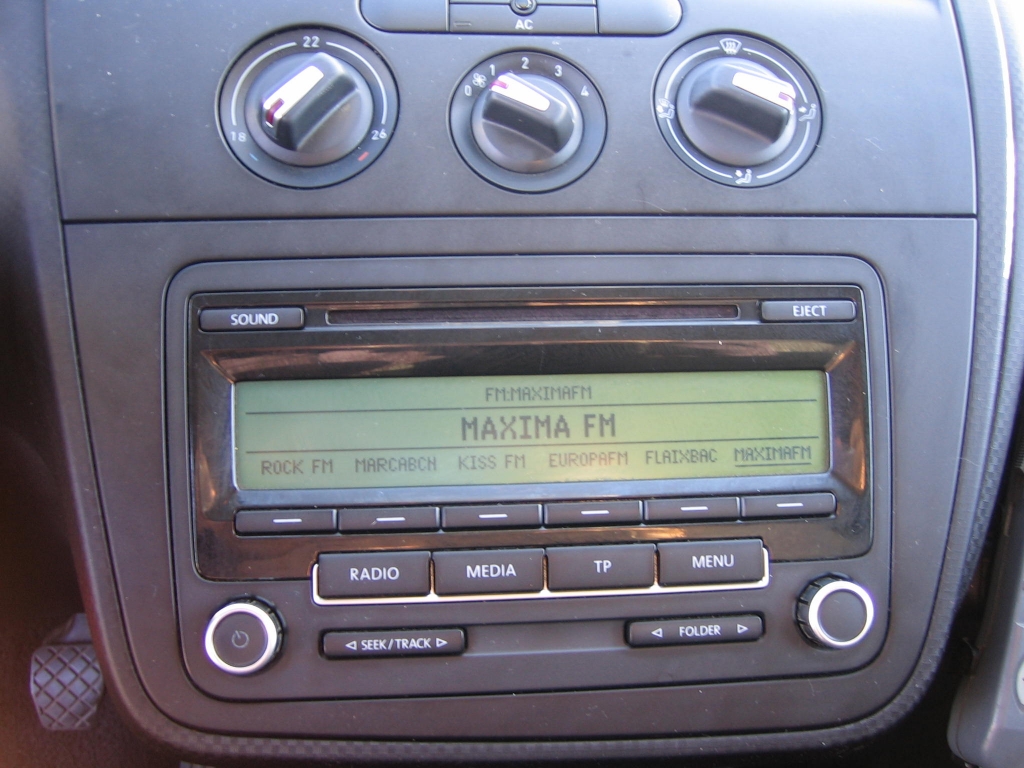 AC
22
18 26
0 1 2 3 4
SOUND EJECT
FM:MAXIMAFM
MAXIMA FM
ROCK FM MARCABCN KISS FM EUROPAFM FLAIXBAC MAXIMAFM
RADIO MEDIA TP MENU
SEEK/TRACK FOLDER